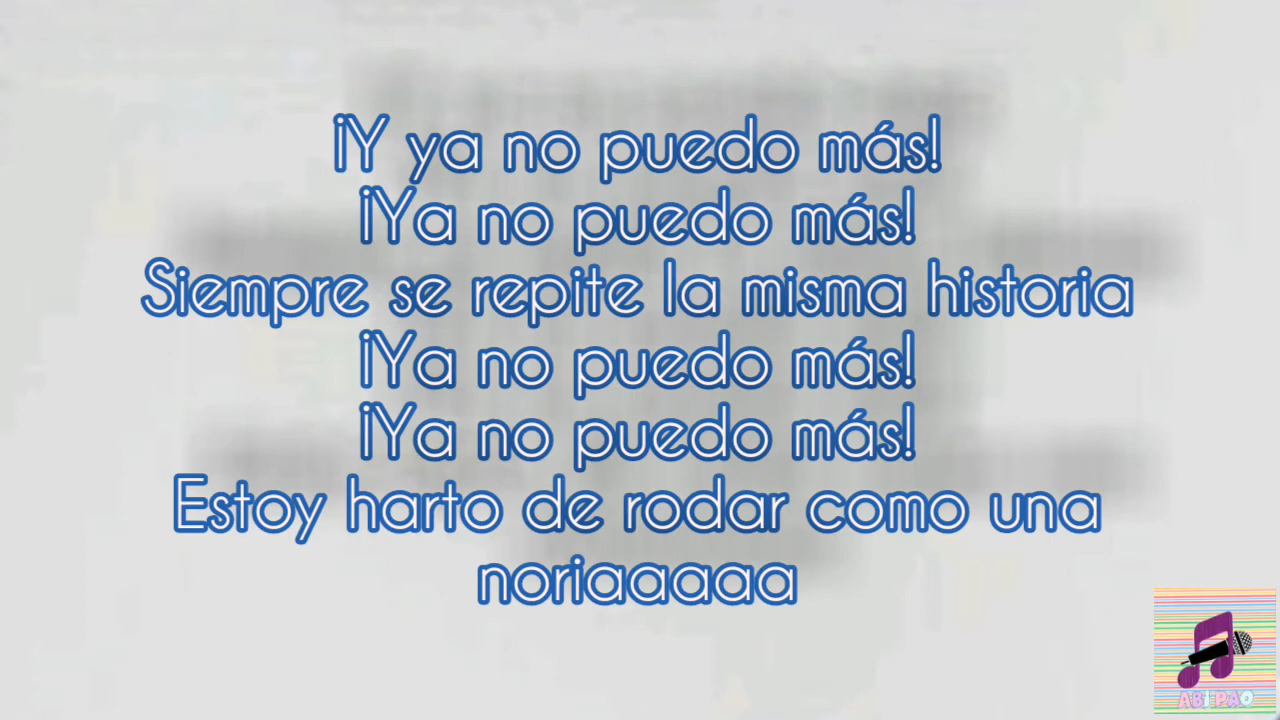 ¡Y ya no puedo más!
¡Ya no puedo más!
Siempre se repite la misma historia
¡Ya no puedo más!
¡Ya no puedo más!
Estoy harto de rodar como una
noriaaaaaa
ABI PAO